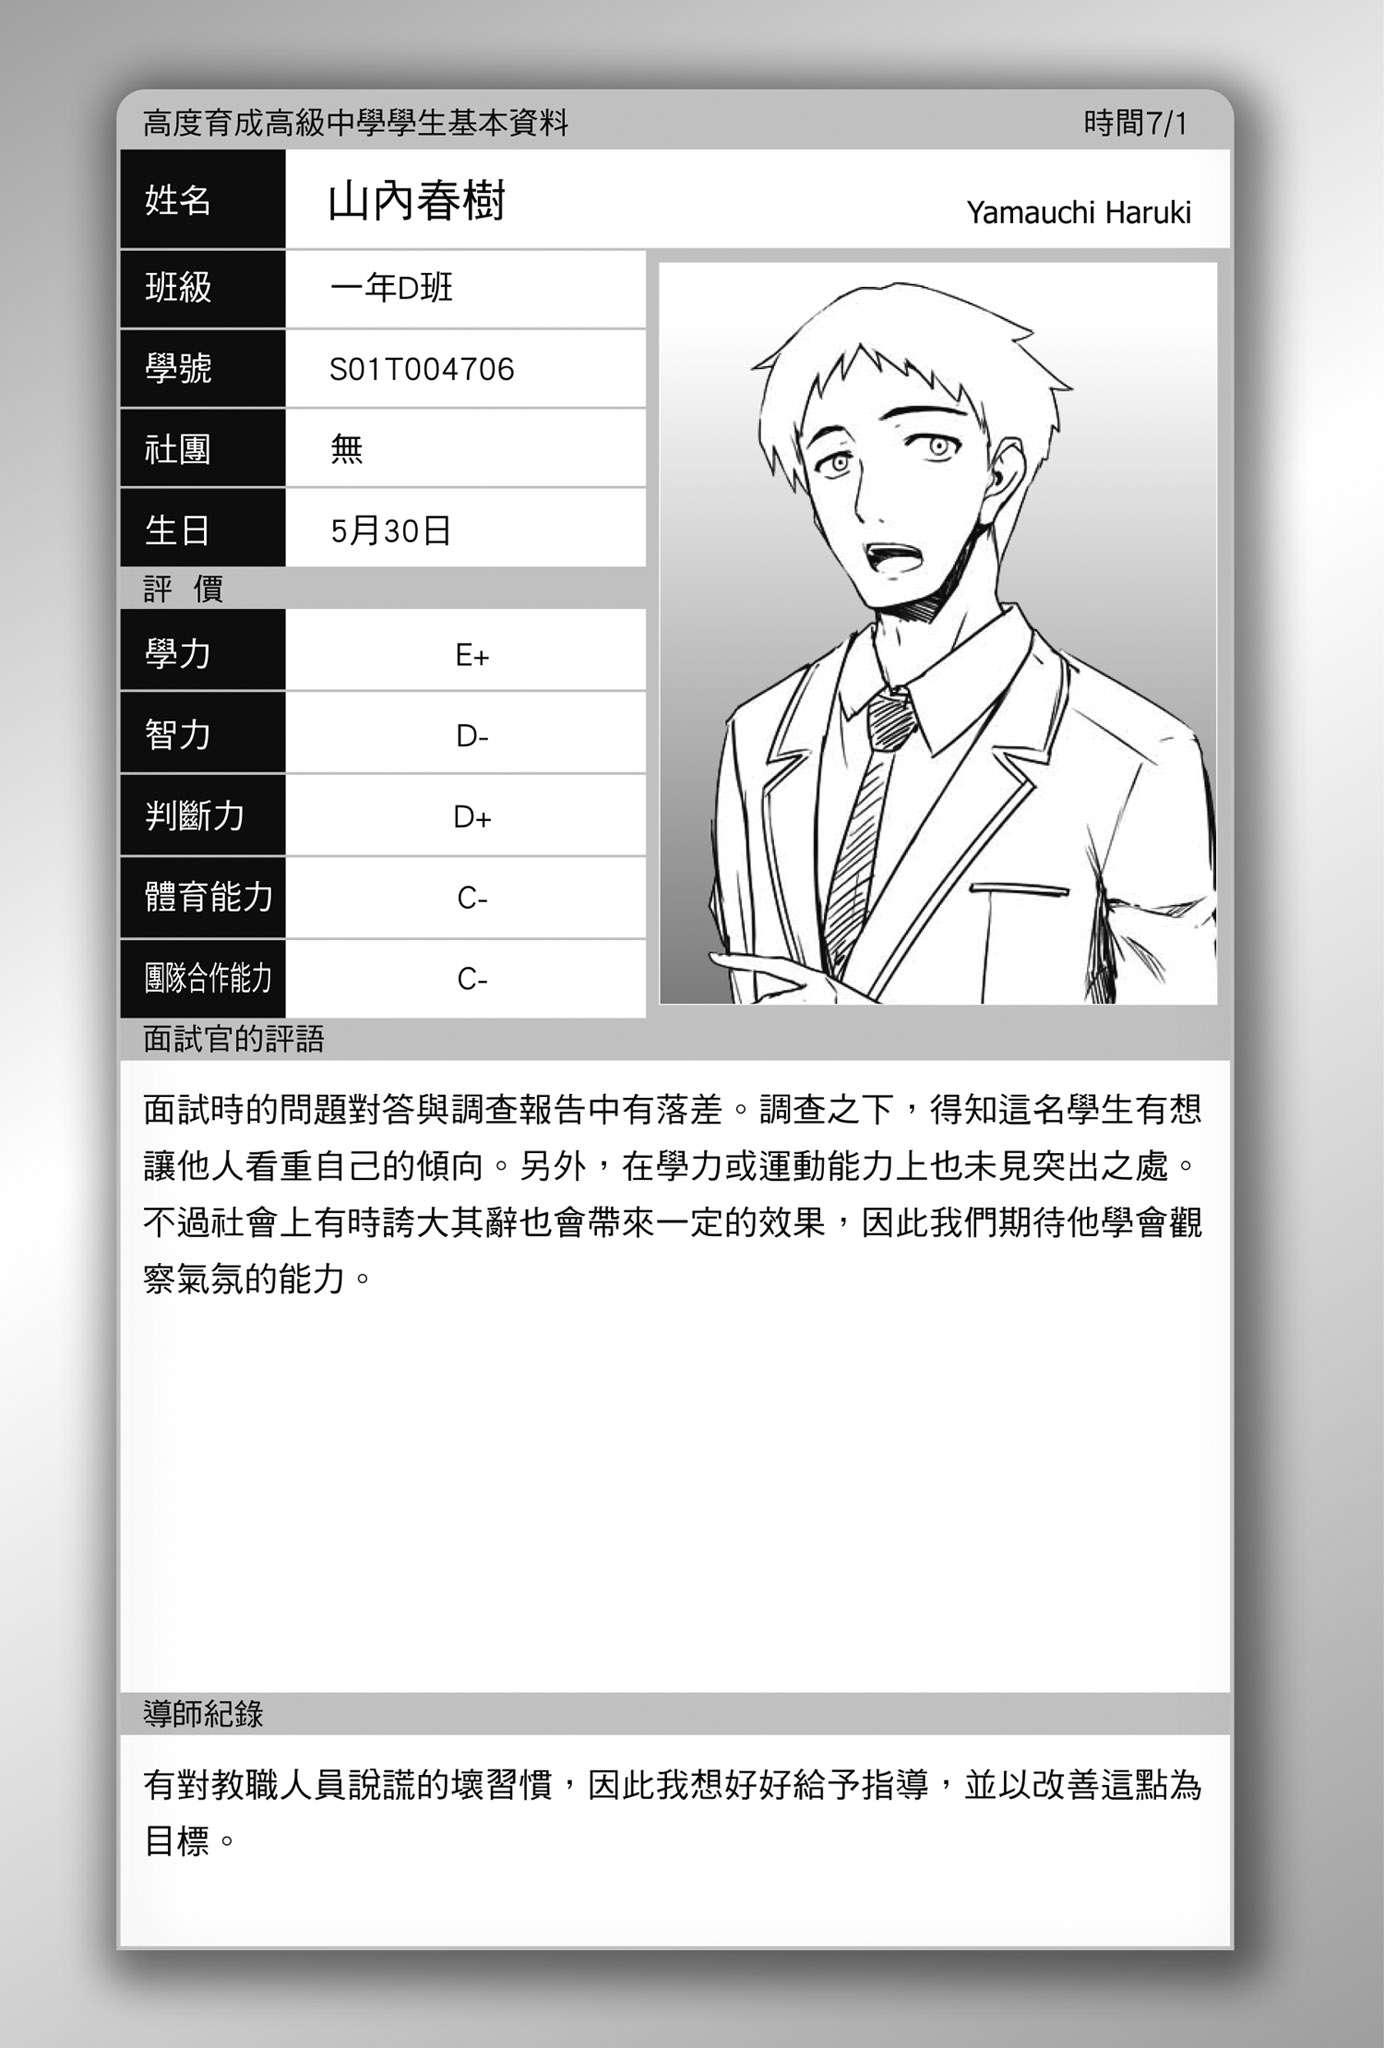 高度育成高級中學學生基本資料 時間7/1
姓名 山內春樹 Yamauchi Haruki
班級 一年D班
學號 S01T004706
社團 無
生日 5月30日
評 價
學力 E+
智力 D-
判斷力 D+
體育能力 C-
團隊合作能力 C-
面試官的評語
面試時的問題對答與調查報告中有落差。調查之下，得知這名學生有想
讓他人看重自己的傾向。另外，在學力或運動能力上也未見突出之處。
不過社會上有時誇大其辭也會帶來一定的效果，因此我們期待他學會觀
察氣氛的能力。
導師紀錄
有對教職人員說謊的壞習慣，因此我想好好給予指導，並以改善這點為
目標。